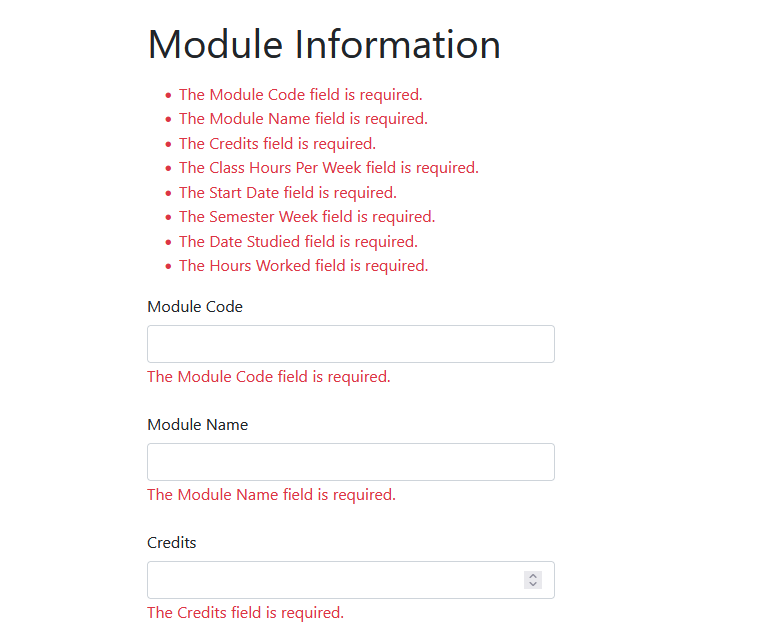 Module Information
The Module Code field is required.
The Module Name field is required.
The Credits field is required.
The Class Hours Per Week field is required.
The Start Date field is required.
The Semester Week field is required.
The Date Studied field is required.
The Hours Worked field is required.
Module Code
The Module Code field is required.
Module Name
The Module Name field is required.
Credits
The Credits field is required.